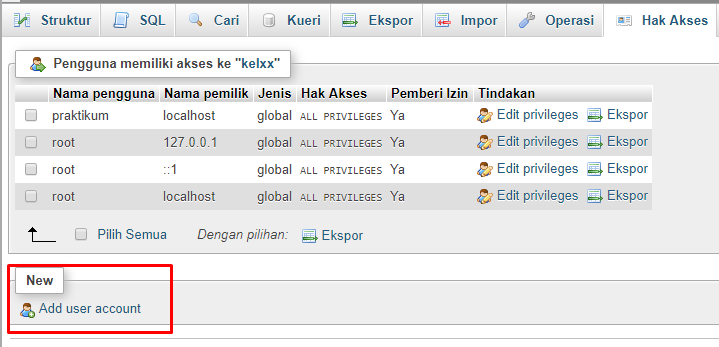 Struktur SQL Cari Kueri Ekspor Impor Operasi Hak Akses
Pengguna memiliki akses ke "kelxx"
Nama pengguna Nama pemilik Jenis Hak Akses Pemberi Izin Tindakan
praktikum localhost global ALL PRIVILEGES Ya Edit privileges Ekspor
root 127.0.0.1 global ALL PRIVILEGES Ya Edit privileges Ekspor
root ::1 global ALL PRIVILEGES Ya Edit privileges Ekspor
root localhost global ALL PRIVILEGES Ya Edit privileges Ekspor
Pilih Semua Dengan pilihan: Ekspor
New
Add user account